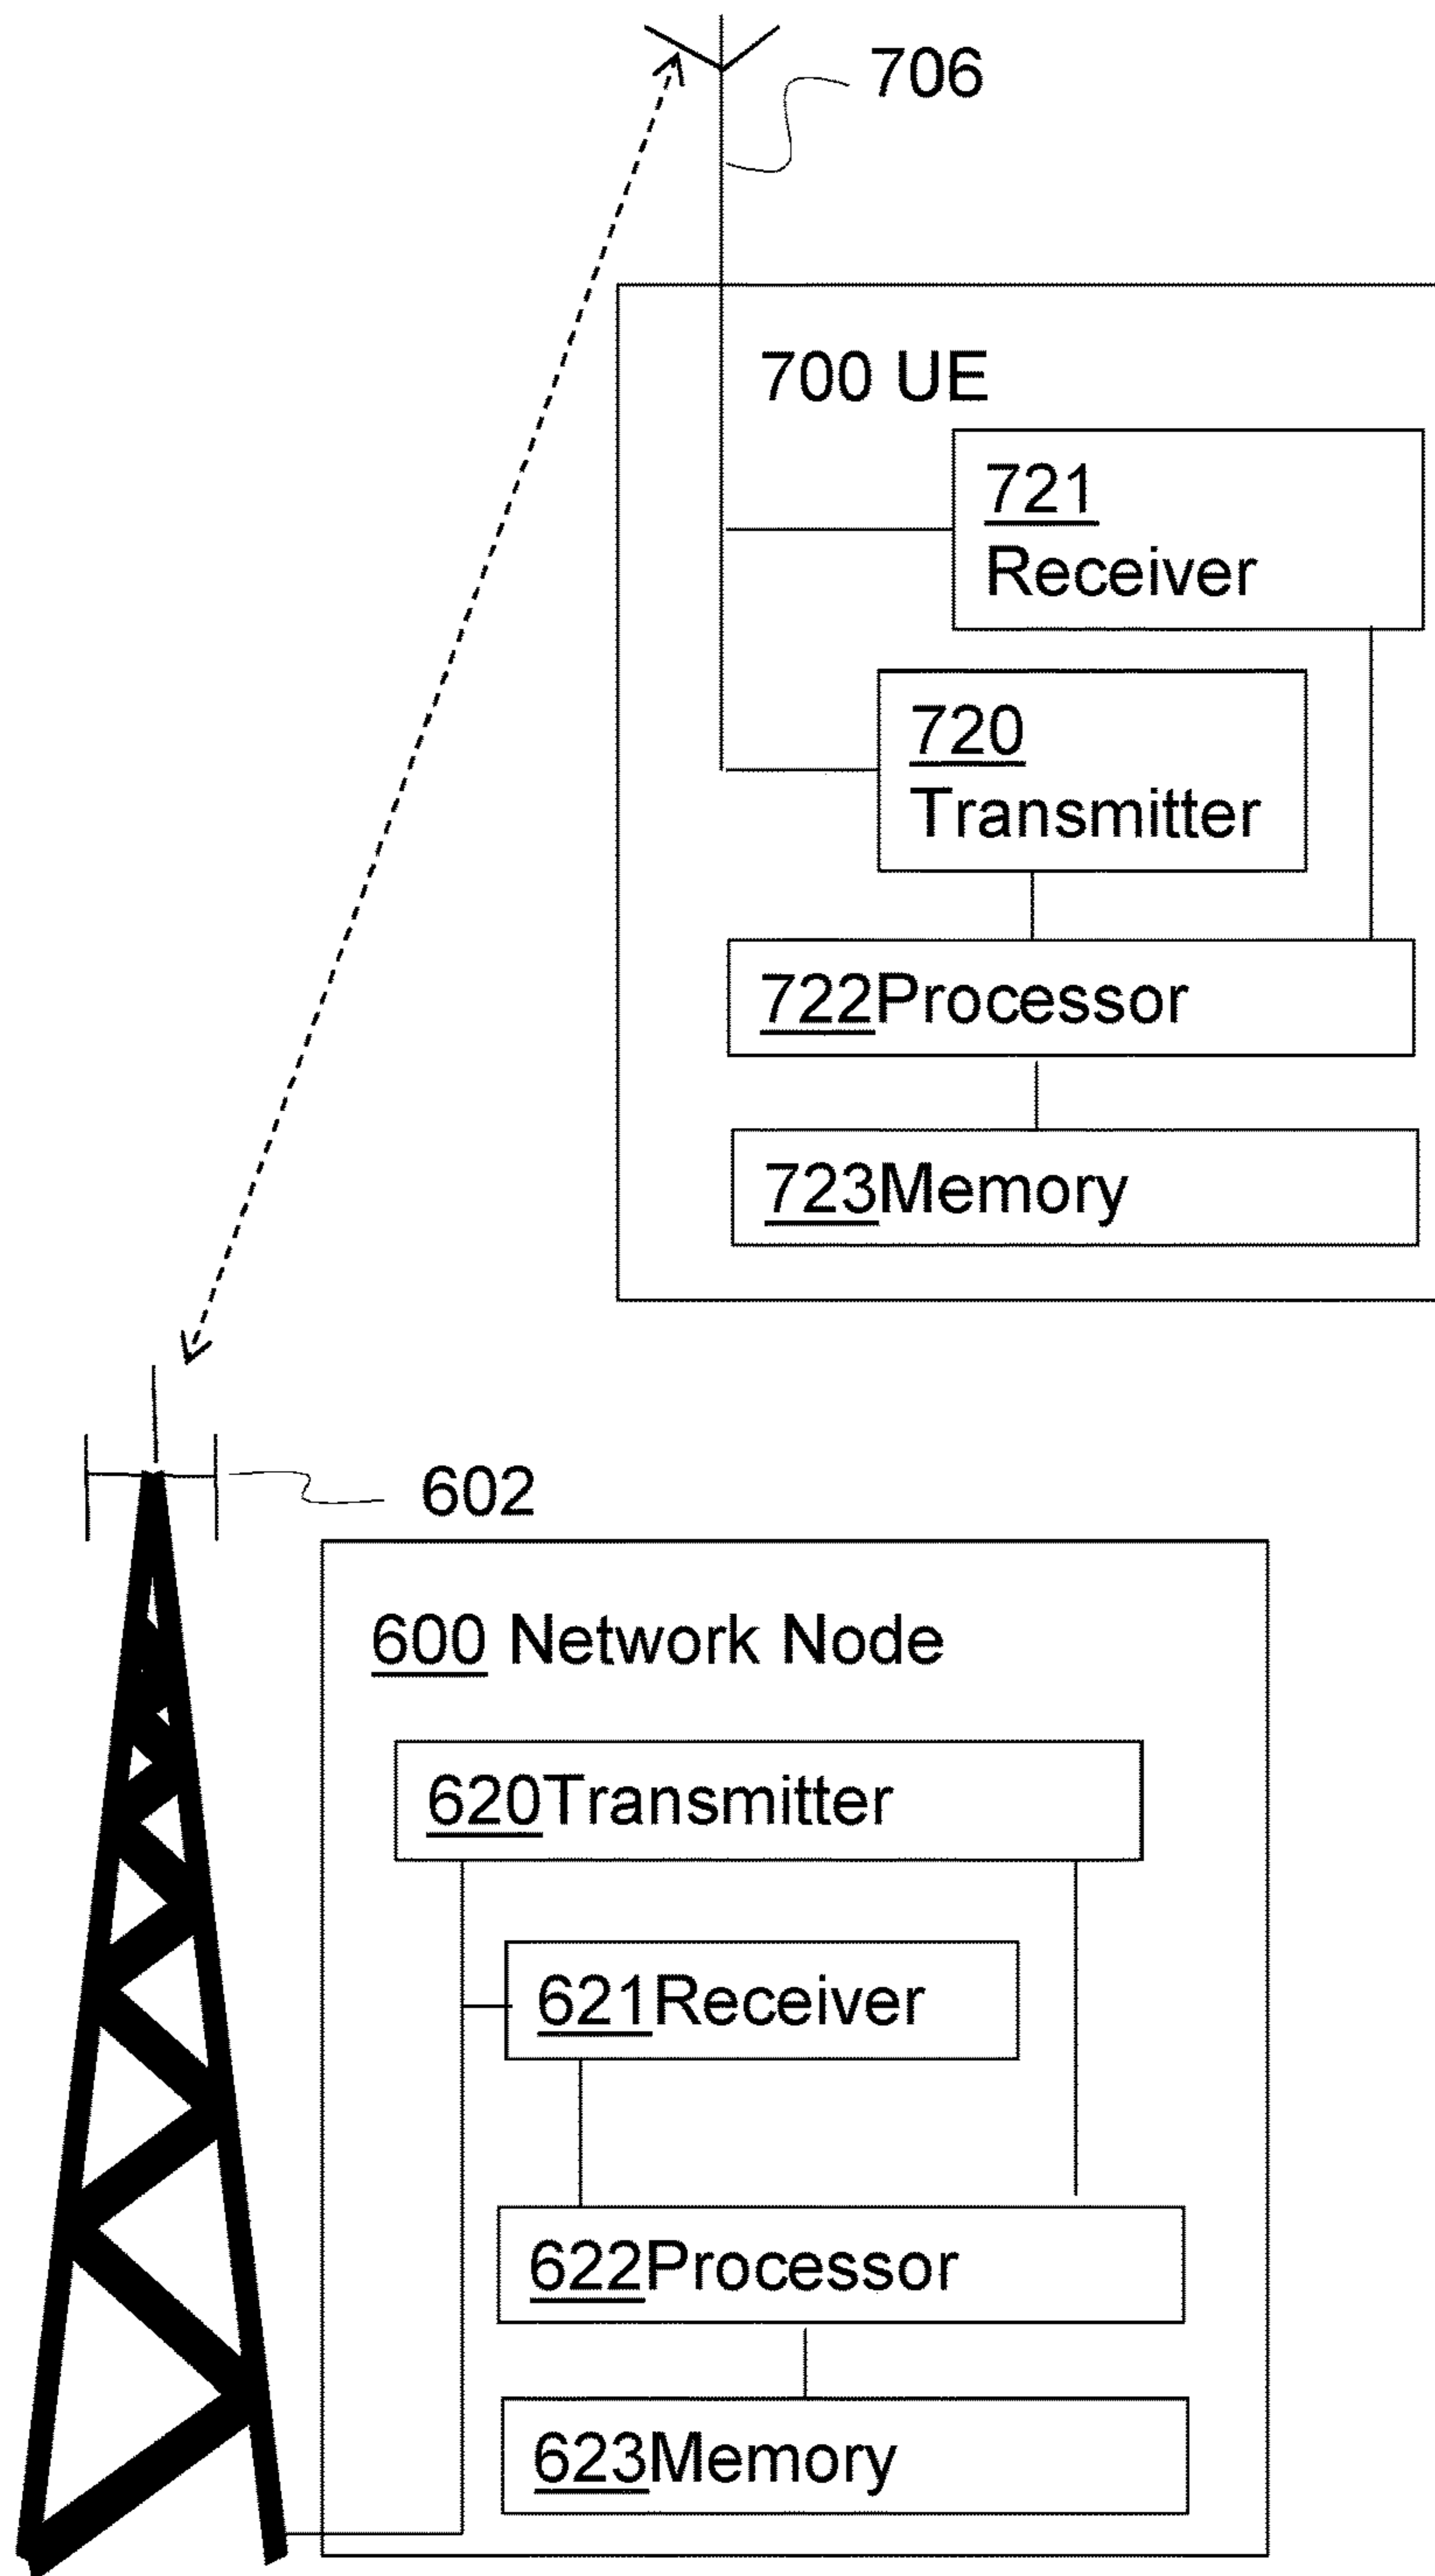 706
700 UE
721
Receiver
720
Transmitter
722Processor
723Memory
602
600 Network Node
620Transmitter
621Receiver
622Processor
623Memory